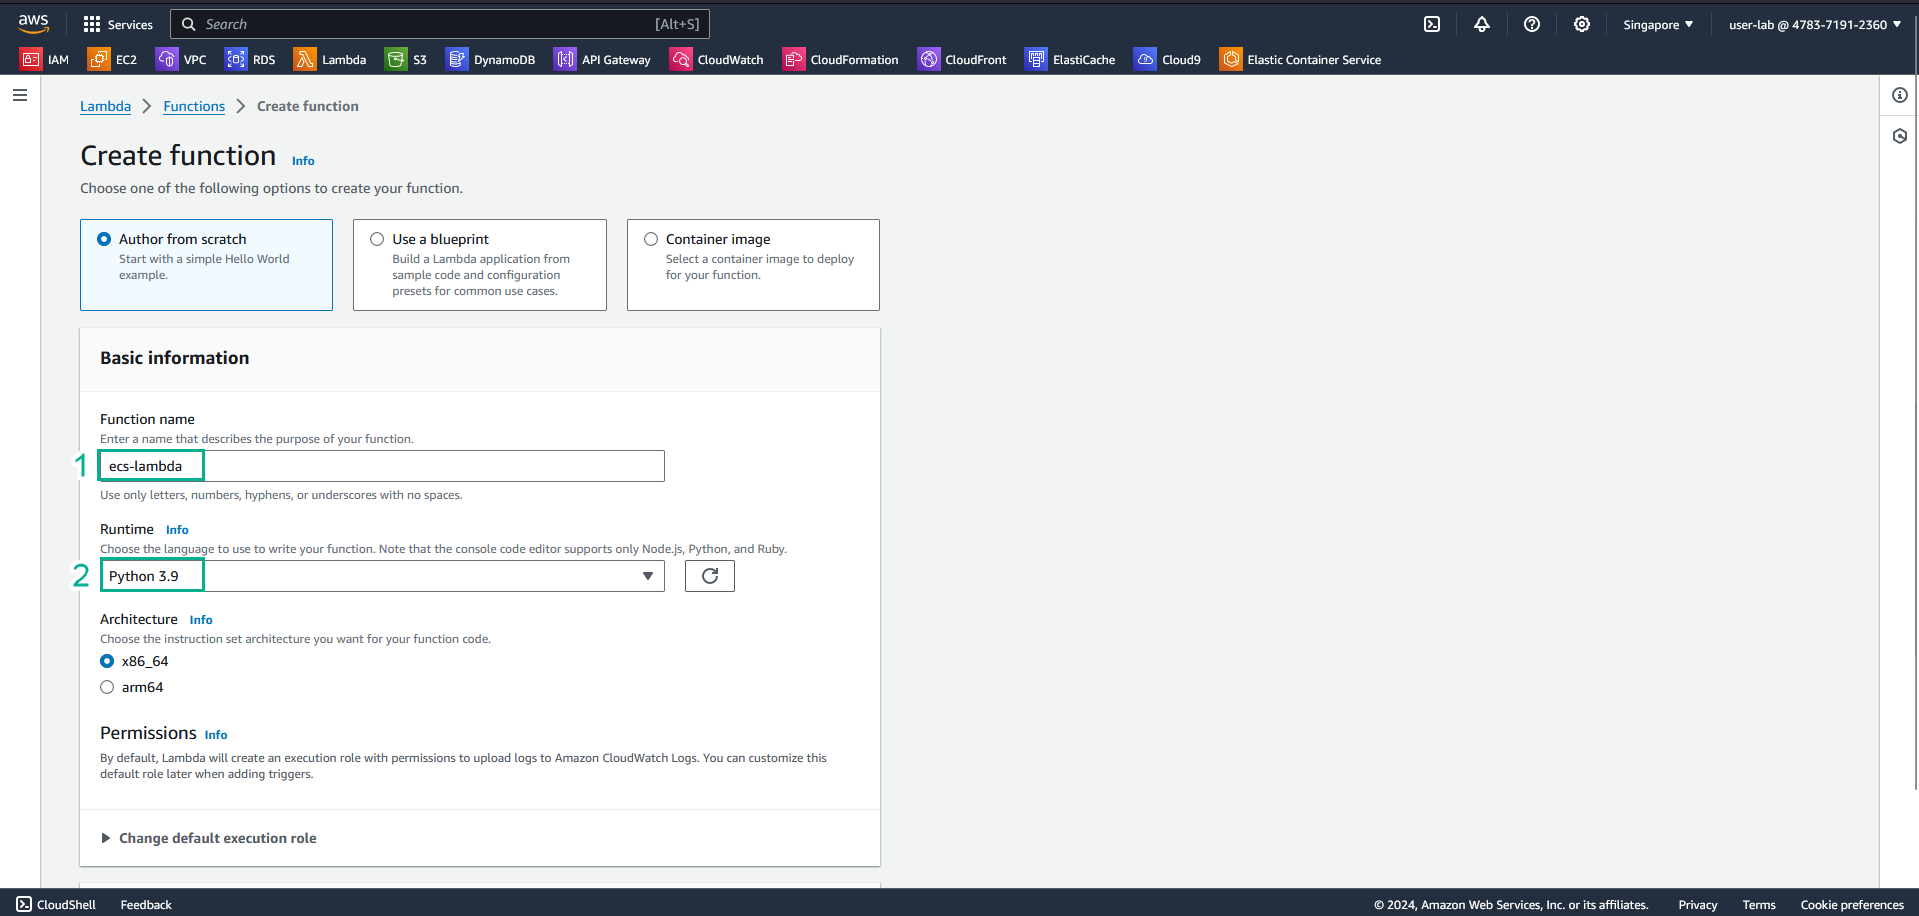 aws
Services
Search
[Alt+S]
Singapore
user-lab @ 4783-7191-2360
IAM
EC2
VPC
RDS
Lambda
S3
DynamoDB
API Gateway
CloudWatch
CloudFormation
CloudFront
ElastiCache
Cloud9
Elastic Container Service
Lambda
Functions
Create function
Create function Info
Choose one of the following options to create your function.
Author from scratch
Start with a simple Hello World
example.
Use a blueprint
Build a Lambda application from
sample code and configuration
presets for common use cases.
Container image
Select a container image to deploy
for your function.
Basic information
Function name
Enter a name that describes the purpose of your function.
1
ecs-lambda
Use only letters, numbers, hyphens, or underscores with no spaces.
Runtime Info
Choose the language to use to write your function. Note that the console code editor supports only Node.js, Python, and Ruby.
2
Python 3.9
Architecture Info
Choose the instruction set architecture you want for your function code.
x86_64
arm64
Permissions Info
By default, Lambda will create an execution role with permissions to upload logs to Amazon CloudWatch Logs. You can customize this
default role later when adding triggers.
Change default execution role
CloudShell
Feedback
© 2024, Amazon Web Services, Inc. or its affiliates.
Privacy
Terms
Cookie preferences